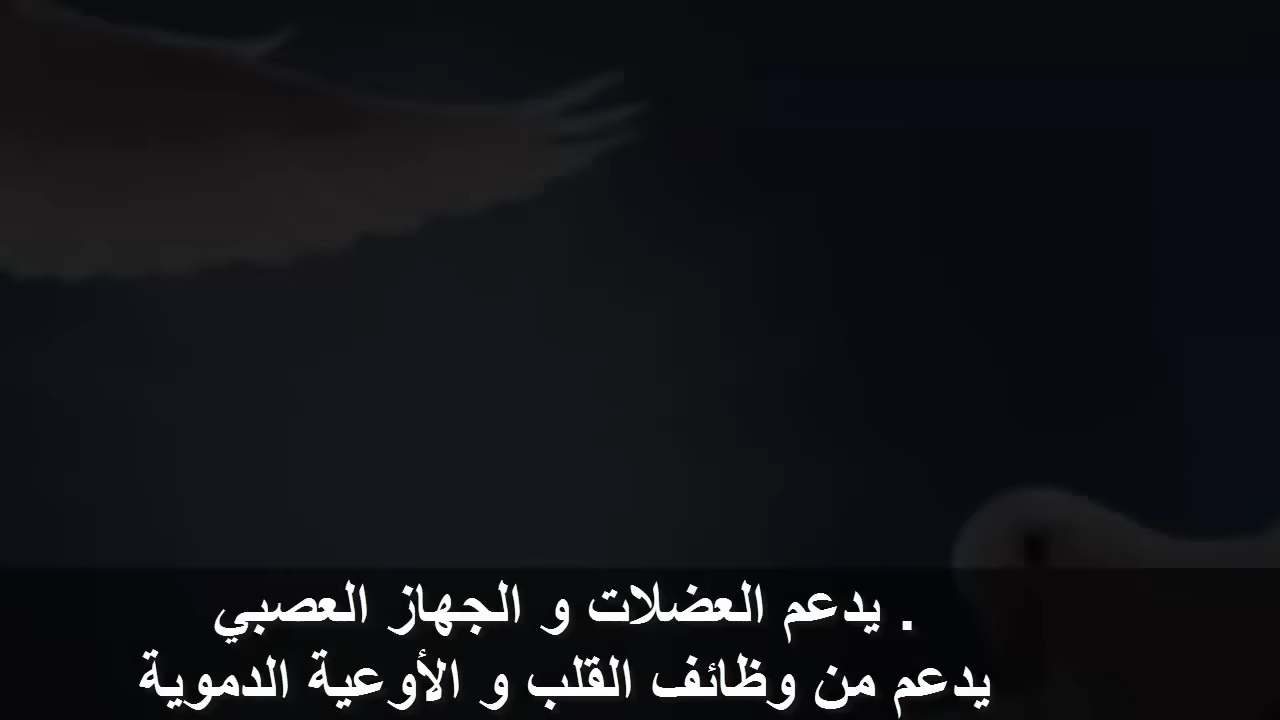 . يدعم العضلات و الجهاز العصبي
يدعم من وظائف القلب و الأوعية الدموية